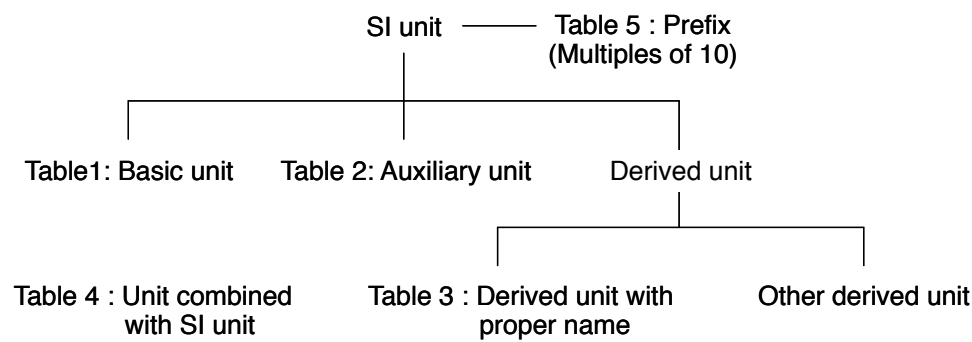 SI unit
Table 5 : Prefix
(Multiples of 10)
Table1: Basic unit
Table 2: Auxiliary unit
Derived unit
Table 4 : Unit combined
with SI unit
Table 3 : Derived unit with
proper name
Other derived unit